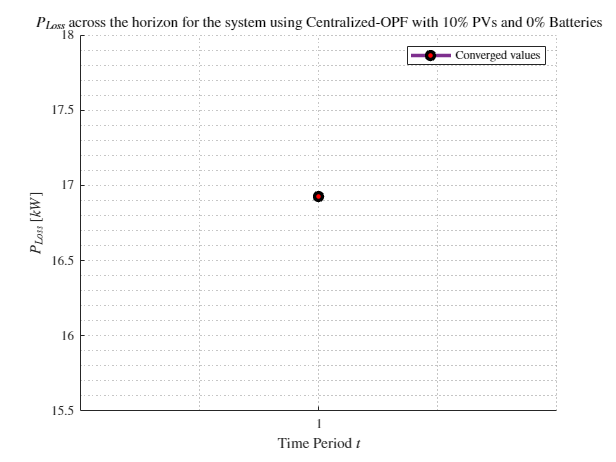 P_Loss across the horizon for the system using Centralized-OPF with 10% PVs and 0% Batteries
18
Converged values
17.5
17
P_Loss [kW]
16.5
16
15.5
1
Time Period t